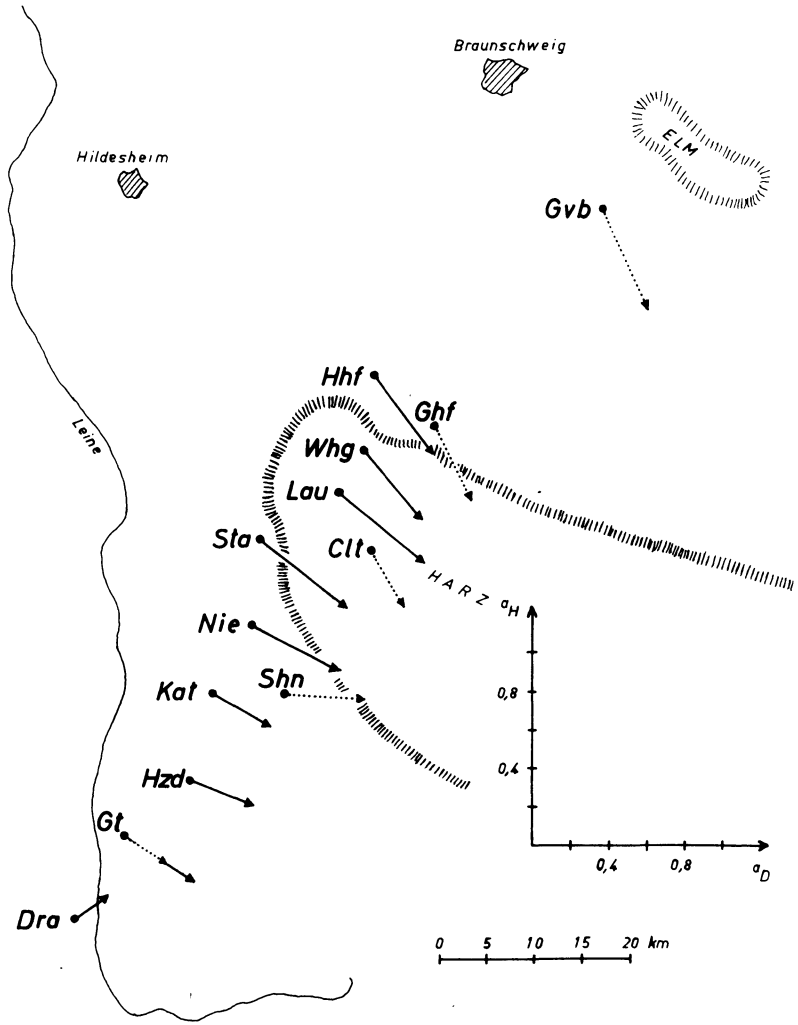 Braunschweig
ELM
Hildesheim
Gvb
Hhf
Ghf
Leine
Whg
Lau
Sta
Clt
HARZ
aH
Nie
Shn
Kat
0,8
0,4
Hzd
Gt
0,4 0,8 aD
Dra
0 5 10 15 20 km